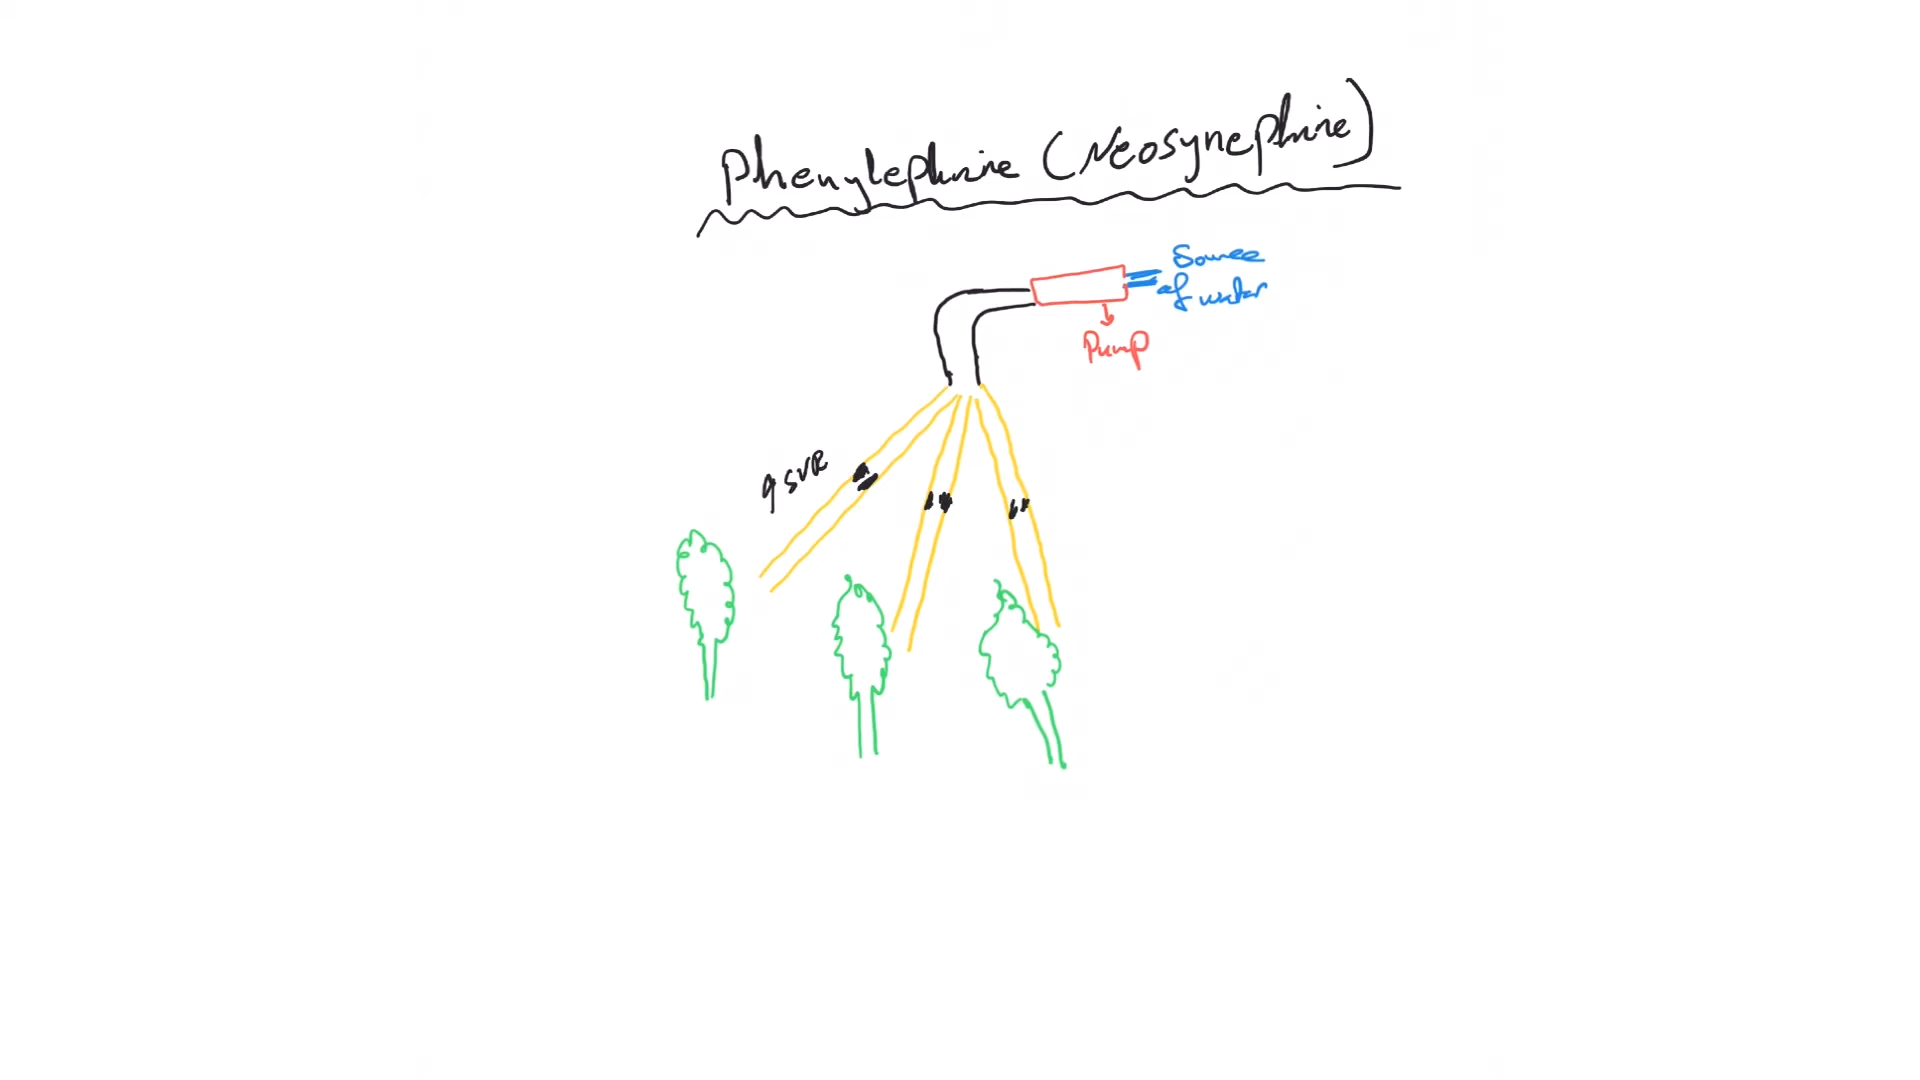 Phenylephrine (Neosynephrine)
Source
of water
Pump
SVR